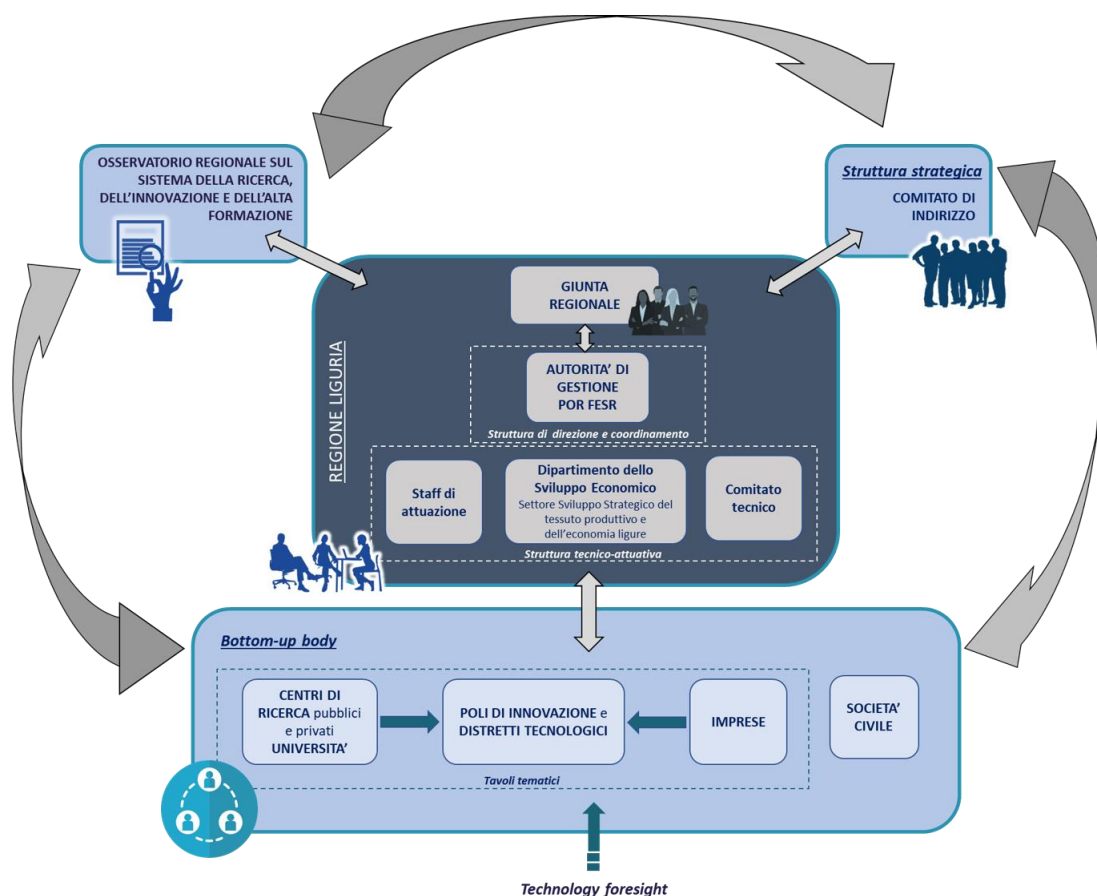 OSSERVATORIO REGIONALE SUL
SISTEMA DELLA RICERCA,
DELL'INNOVAZIONE E DELL'ALTA
FORMAZIONE
Struttura strategica
COMITATO DI
INDIRIZZO
REGIONE LIGURIA
GIUNTA
REGIONALE
AUTORITA' DI
GESTIONE
POR FESR
Struttura di direzione e coordinamento
Staff di
attuazione
Dipartimento dello
Sviluppo Economico
Settore Sviluppo Strategico del
tessuto produttivo e
dell'economia ligure
Comitato
tecnico
Struttura tecnico-attuativa
Bottom-up body
CENTRI DI
RICERCA pubblici
e privati
UNIVERSITA'
POLI DI INNOVAZIONE e
DISTRETTI TECNOLOGICI
IMPRESE
SOCIETA'
CIVILE
Tavoli tematici
Technology foresight